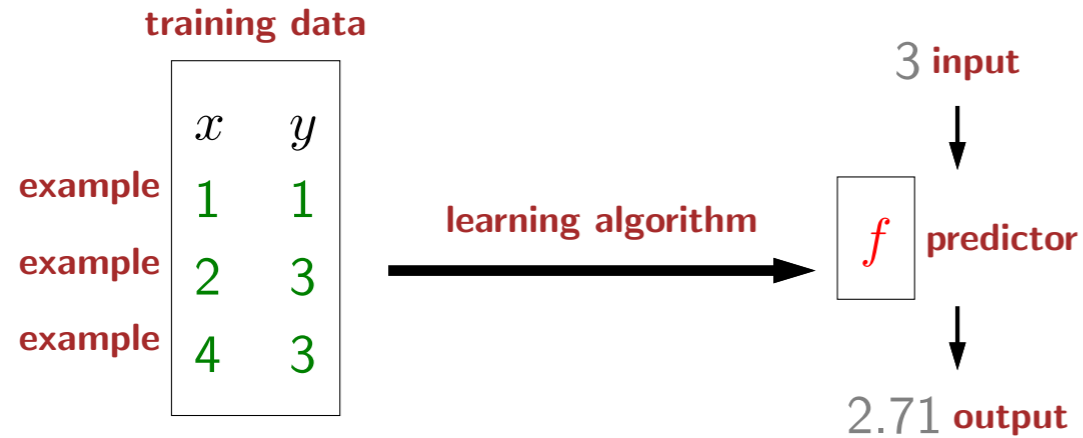 training data
x y
example 1 1
example 2 3
example 4 3
learning algorithm
3 input
f predictor
2.71 output